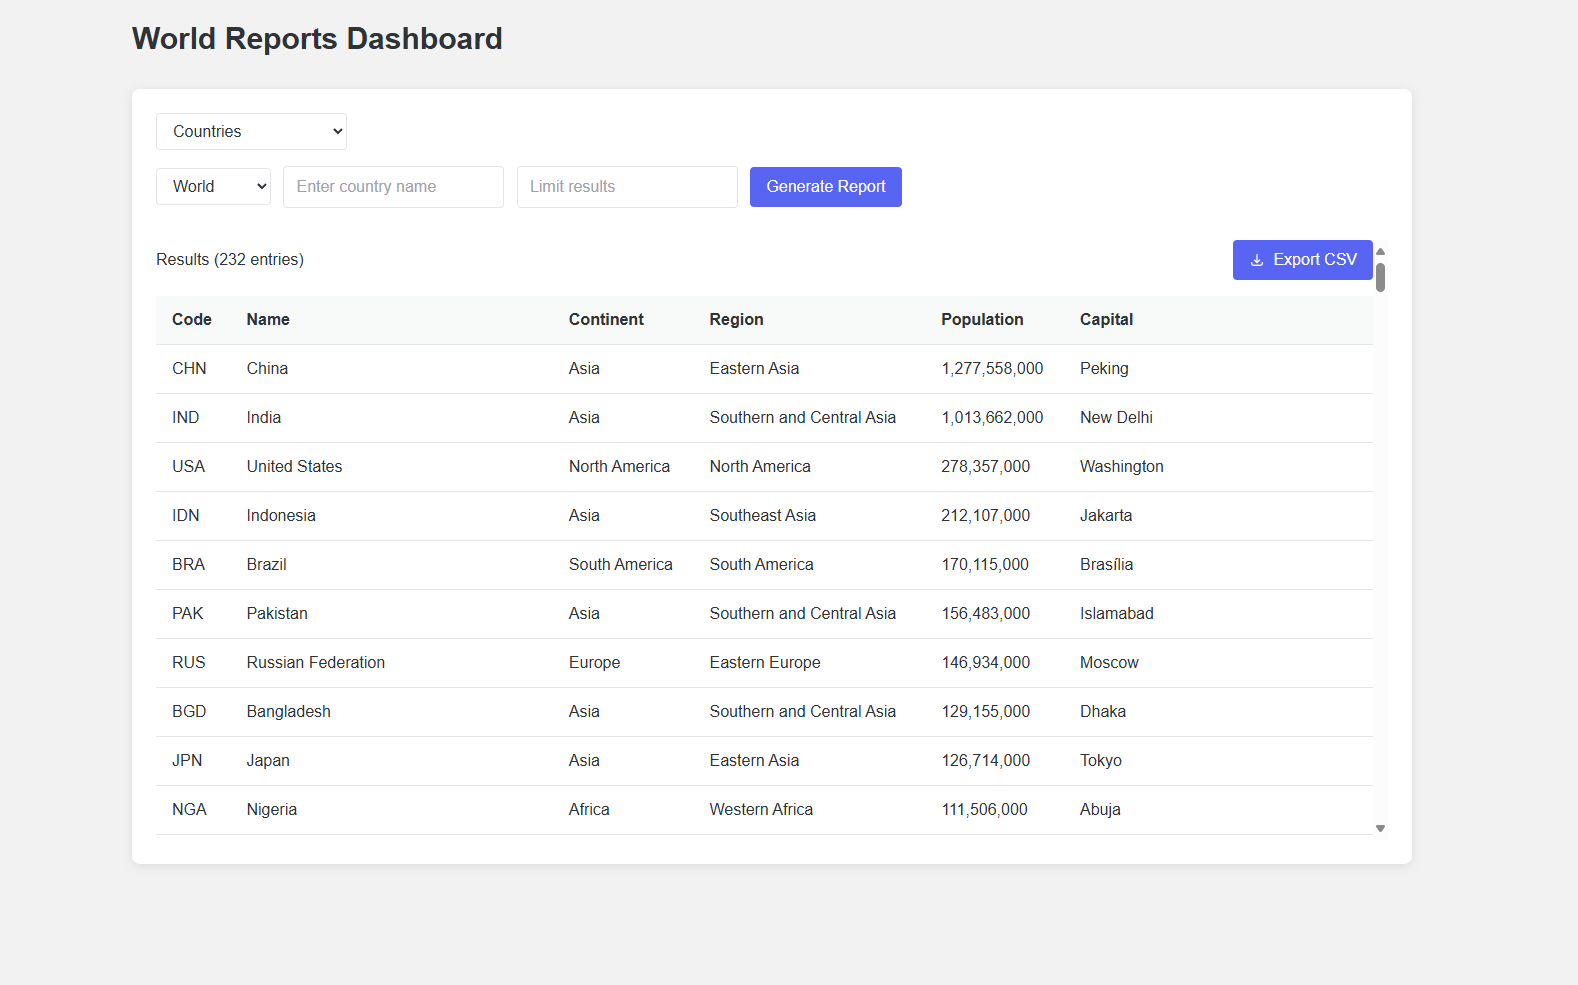 World Reports Dashboard
Countries
World Enter country name Limit results Generate Report
Results (232 entries) Export CSV
Code Name Continent Region Population Capital
CHN China Asia Eastern Asia 1,277,558,000 Peking
IND India Asia Southern and Central Asia 1,013,662,000 New Delhi
USA United States North America North America 278,357,000 Washington
IDN Indonesia Asia Southeast Asia 212,107,000 Jakarta
BRA Brazil South America South America 170,115,000 Brasília
PAK Pakistan Asia Southern and Central Asia 156,483,000 Islamabad
RUS Russian Federation Europe Eastern Europe 146,934,000 Moscow
BGD Bangladesh Asia Southern and Central Asia 129,155,000 Dhaka
JPN Japan Asia Eastern Asia 126,714,000 Tokyo
NGA Nigeria Africa Western Africa 111,506,000 Abuja